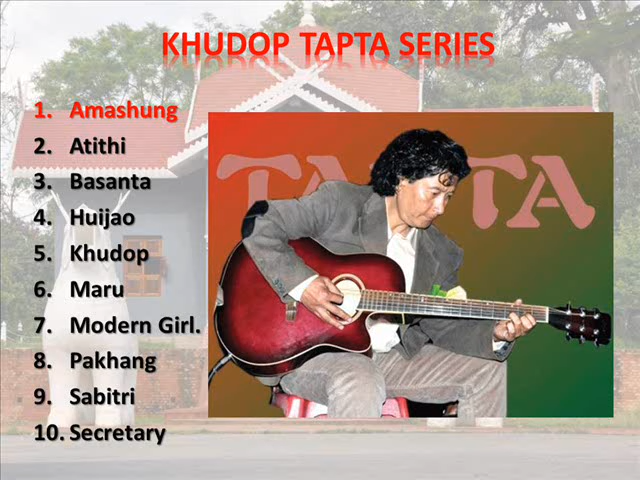 KHUDOP TAPTA SERIES
1. Amashung
2. Atithi
3. Basanta
4. Huijao
5. Khudop
6. Maru
7. Modern Girl.
8. Pakhang
9. Sabitri
10. Secretary
TAPTA